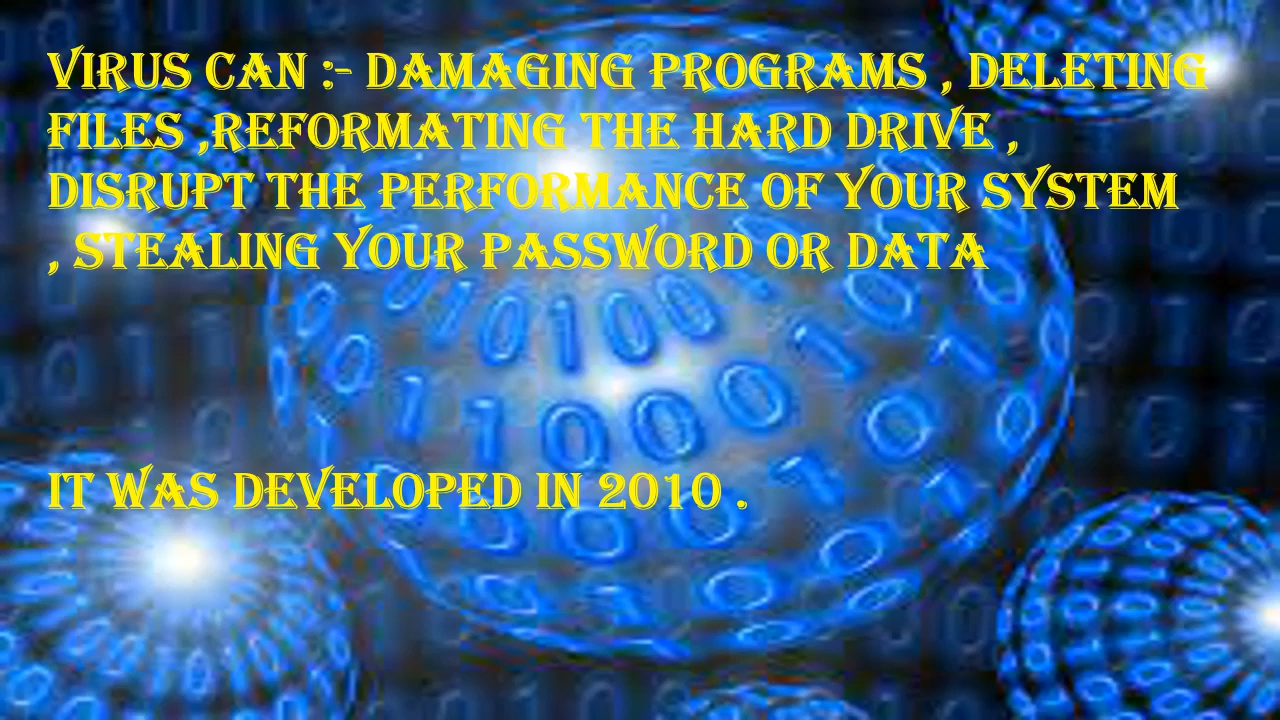 VIRUS CAN :- DAMAGING PROGRAMS , DELETING
FILES ,REFORMATING THE HARD DRIVE ,
DISRUPT THE PERFORMANCE OF YOUR SYSTEM
, STEALING YOUR PASSWORD OR DATA
IT WAS DEVELOPED IN 2010 .